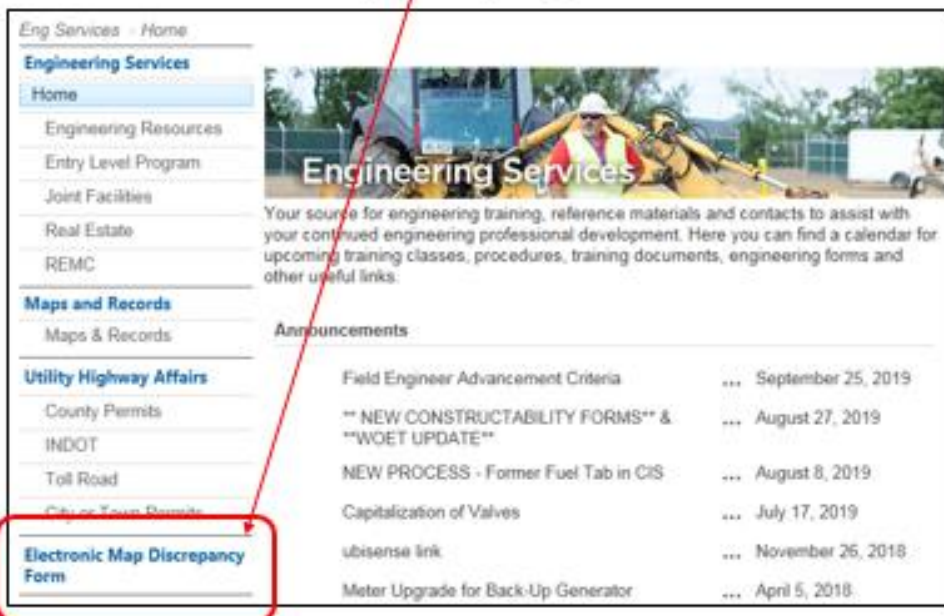 Eng Services - Home
Engineering Services
Home
Engineering Resources
Entry Level Program
Joint Facilities
Real Estate
REMC
Maps and Records
Maps & Records
Utility Highway Affairs
County Permits
INDOT
Toll Road
City or Town Permits
Electronic Map Discrepancy
Form
Engineering Services
Your source for engineering training, reference materials and contacts to assist with
your continued engineering professional development. Here you can find a calendar for
upcoming training classes, procedures, training documents, engineering forms and
other useful links.
Announcements
Field Engineer Advancement Criteria ... September 25, 2019
** NEW CONSTRUCTABILITY FORMS** & ... August 27, 2019
**WOET UPDATE**
NEW PROCESS - Former Fuel Tab in CIS ... August 8, 2019
Capitalization of Valves ... July 17, 2019
ubisense link ... November 26, 2018
Meter Upgrade for Back-Up Generator ... April 5, 2018